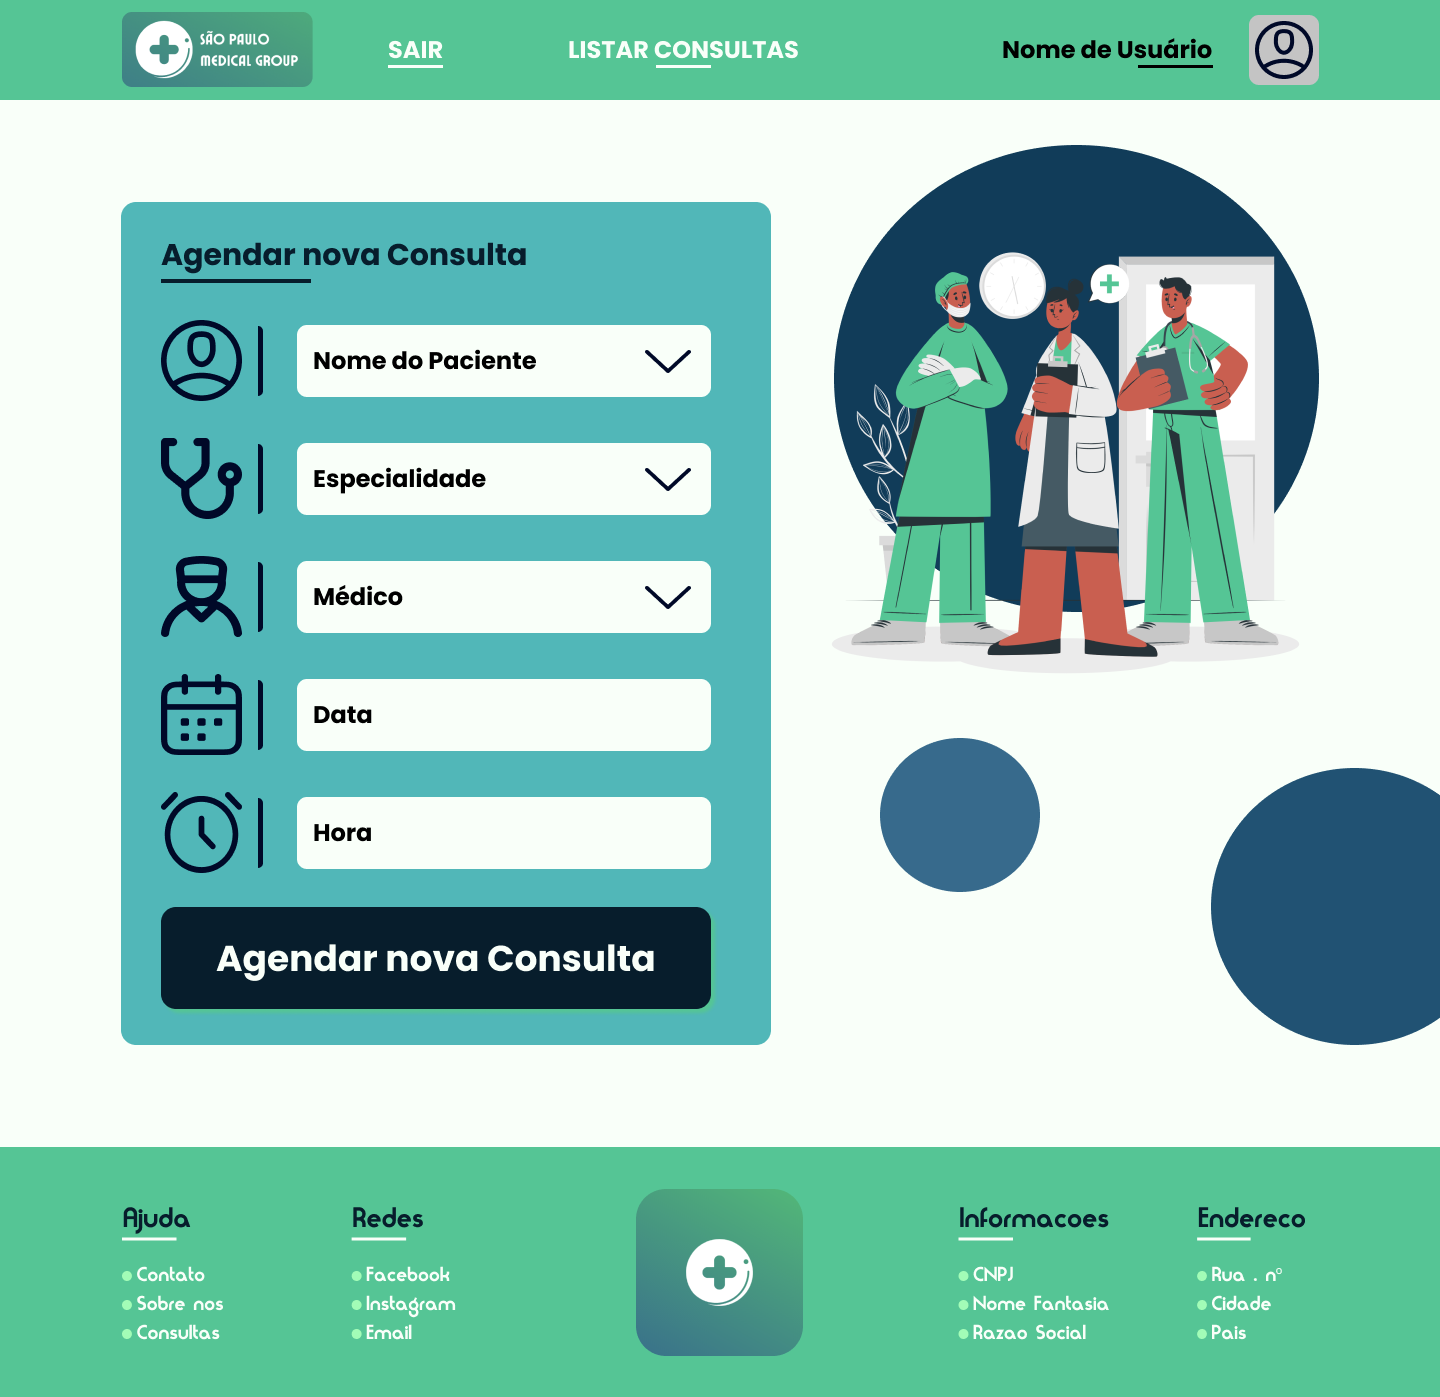 SÃO PAULO
MEDICAL GROUP
SAIR
LISTAR CONSULTAS
Nome de Usuário
Agendar nova Consulta
Nome do Paciente
Especialidade
Médico
Data
Hora
Agendar nova Consulta
Ajuda
Contato
Sobre nos
Consultas
Redes
Facebook
Instagram
Email
Informacoes
CNPJ
Nome Fantasia
Razao Social
Endereco
Rua . nº
Cidade
Pais